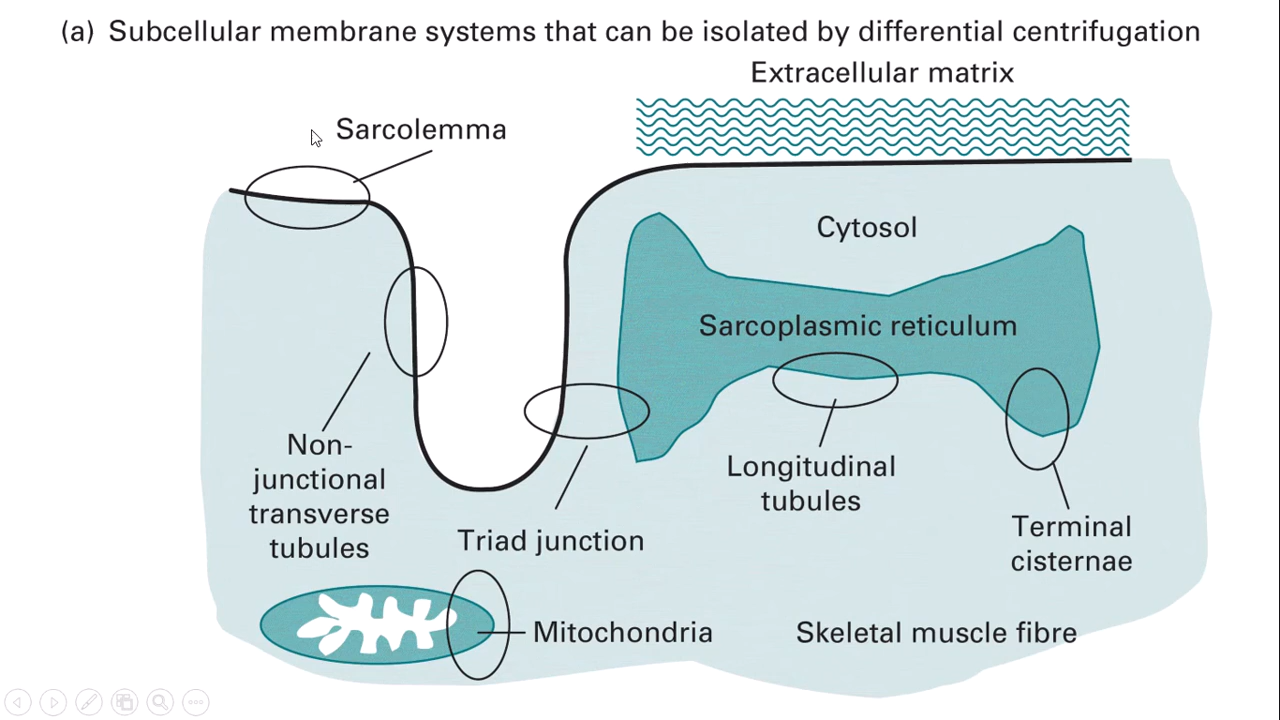 (a) Subcellular membrane systems that can be isolated by differential centrifugation
Extracellular matrix
Sarcolemma
Cytosol
Sarcoplasmic reticulum
Non-
junctional
transverse
tubules
Longitudinal
tubules
Triad junction
Terminal
cisternae
Mitochondria
Skeletal muscle fibre